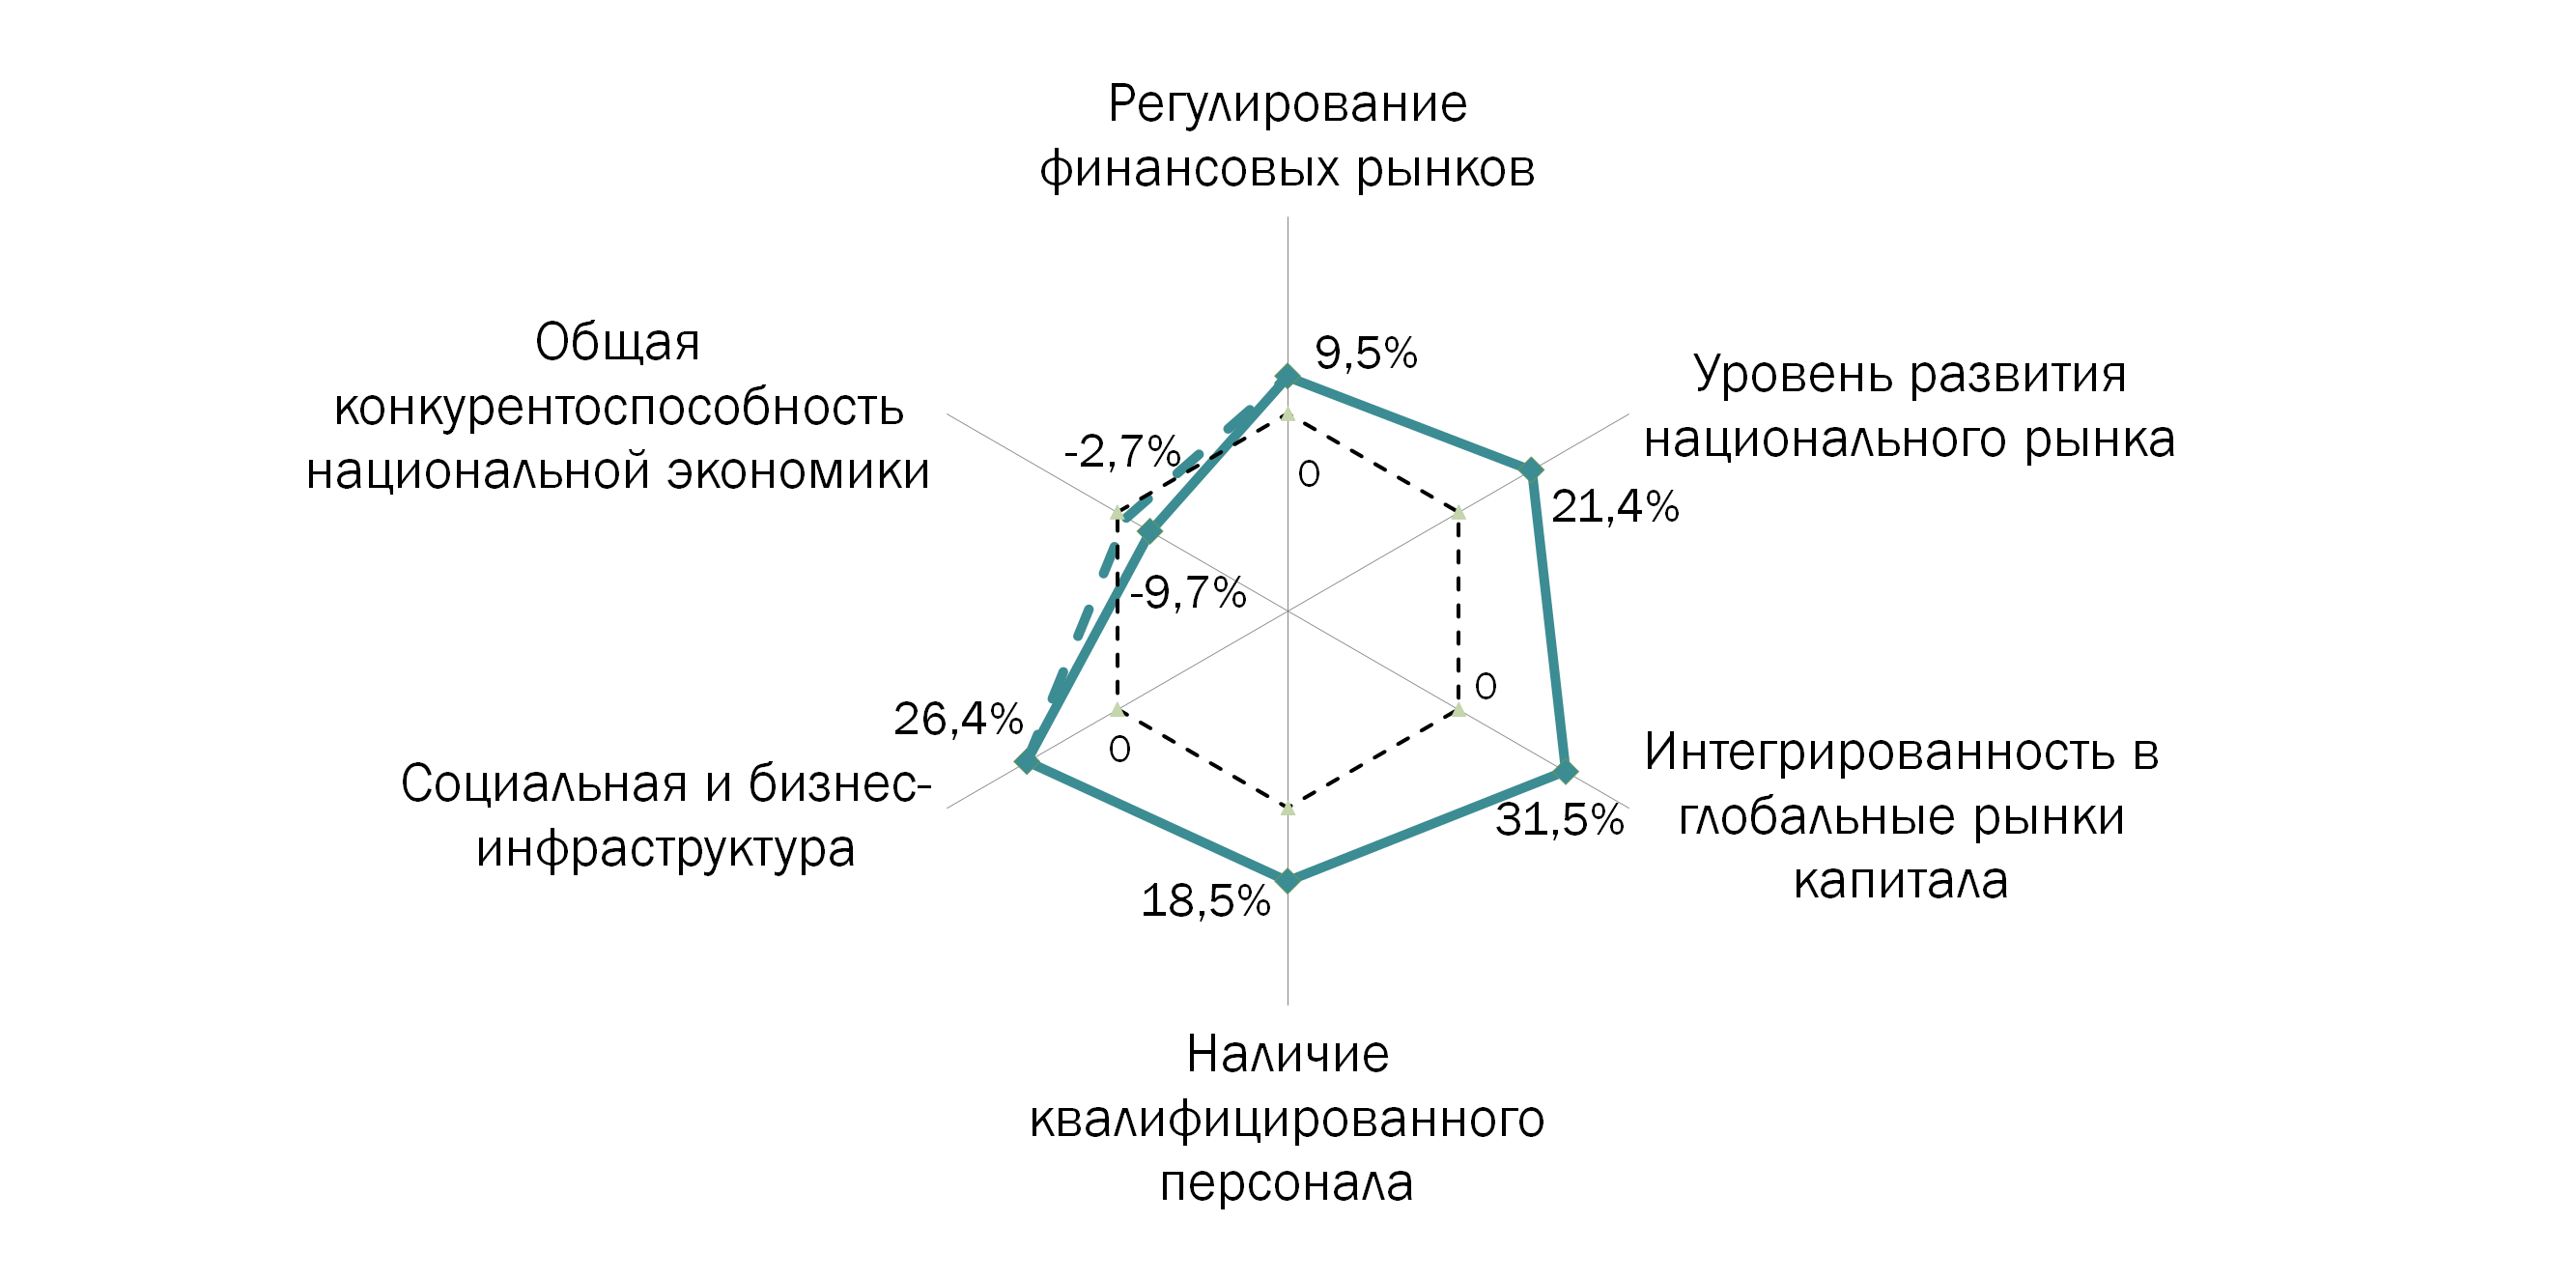 Регулирование
финансовых рынков
9,5%
Общая
конкурентоспособность
национальной экономики
-2,7%
0
Уровень развития
национального рынка
21,4%
-9,7%
0
26,4%
0
Социальная и бизнес-
инфраструктура
Интегрированность в
глобальные рынки
капитала
31,5%
18,5%
Наличие
квалифицированного
персонала